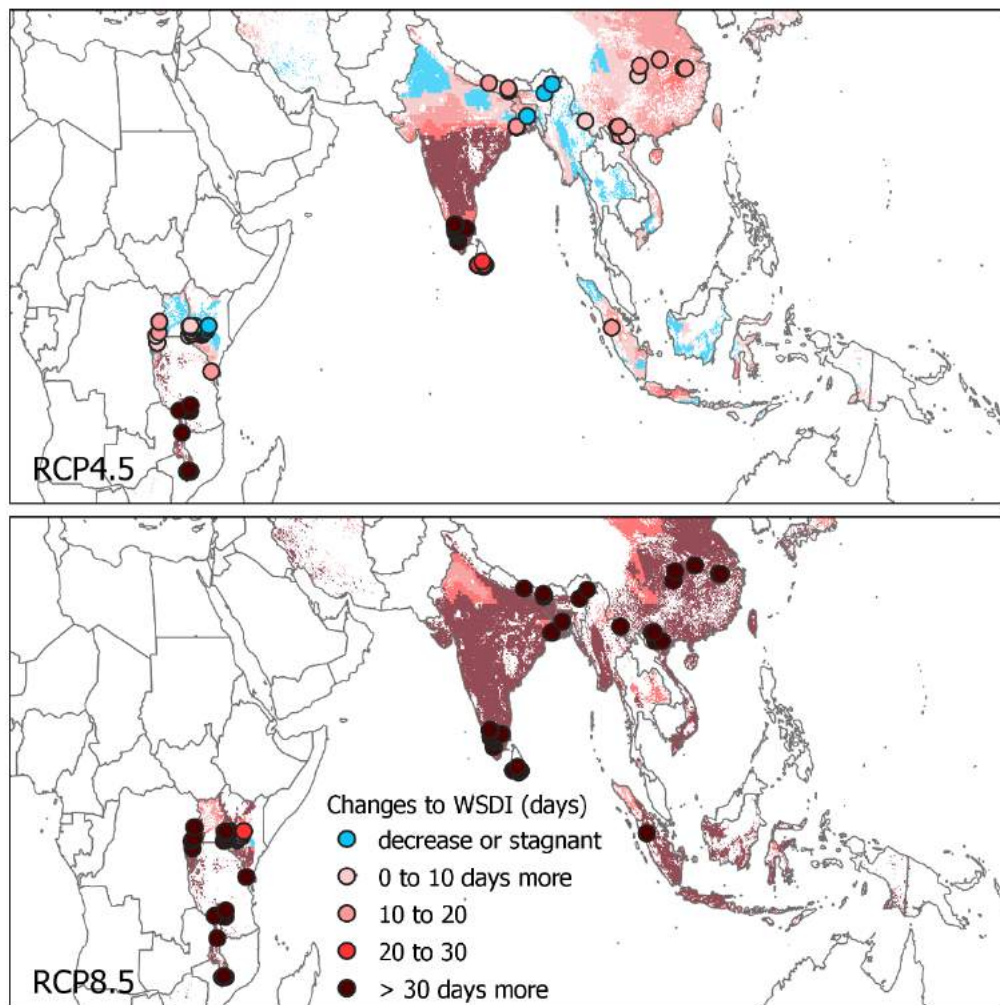 RCP4.5
Changes to WSDI (days)
decrease or stagnant
0 to 10 days more
10 to 20
20 to 30
> 30 days more
RCP8.5